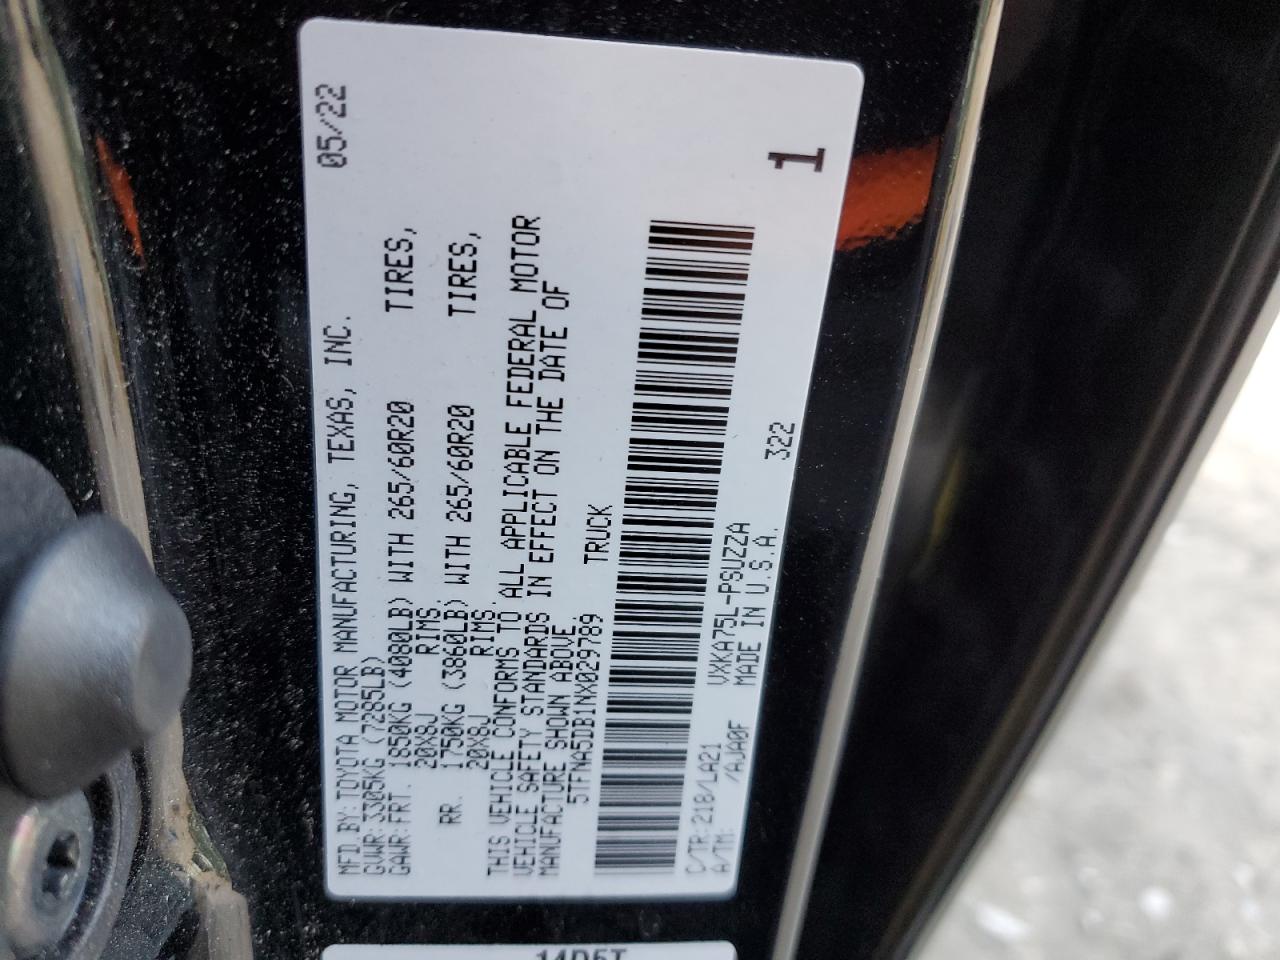 MFD.BY:TOYOTA MOTOR MANUFACTURING, TEXAS, INC. 05/22
GVWR:3305KG (7285LB)
GAWR:FRT. 1850KG (4080LB) WITH 265/60R20 TIRES,
20X8J RIMS.
RR. 1750KG (3860LB) WITH 265/60R20 TIRES,
20X8J RIMS.
THIS VEHICLE CONFORMS TO ALL APPLICABLE FEDERAL MOTOR
VEHICLE SAFETY STANDARDS IN EFFECT ON THE DATE OF
MANUFACTURE SHOWN ABOVE.
5TFNA5DB1NX029789 TRUCK
C/TR:218/LA21 VXKA75L-PSUZZA
A/TM: /AJA0F MADE IN U.S.A. 322
1
14D5T